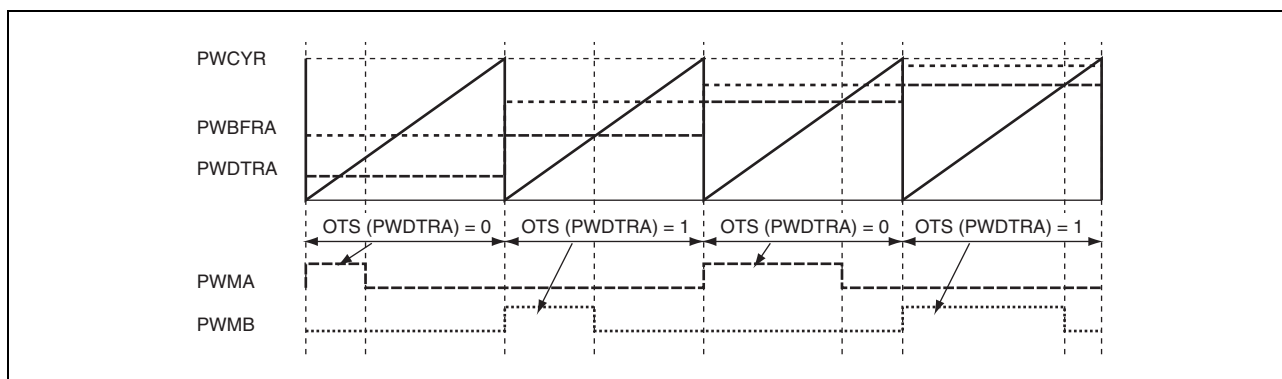 PWCYR
PWBFRA
PWDTRA
OTS (PWDTRA) = 0
OTS (PWDTRA) = 1
OTS (PWDTRA) = 0
OTS (PWDTRA) = 1
PWMA
PWMB